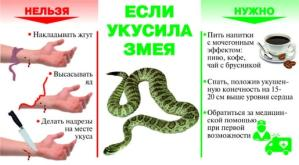 НЕЛЬЗЯ
• Накладывать жгут
• Высасывать
яд
• Делать надрезы
на месте
укуса
ЕСЛИ
УКУСИЛА
ЗМЕЯ
НУЖНО
• Пить напитки
с мочегонным
эффектом:
пиво, кофе,
чай с брусникой
• Спать, положив укушен-
ную конечность на 15-
20 см выше уровня сердца
• Обратиться за медицин-
ской помощью
при первой
возможности